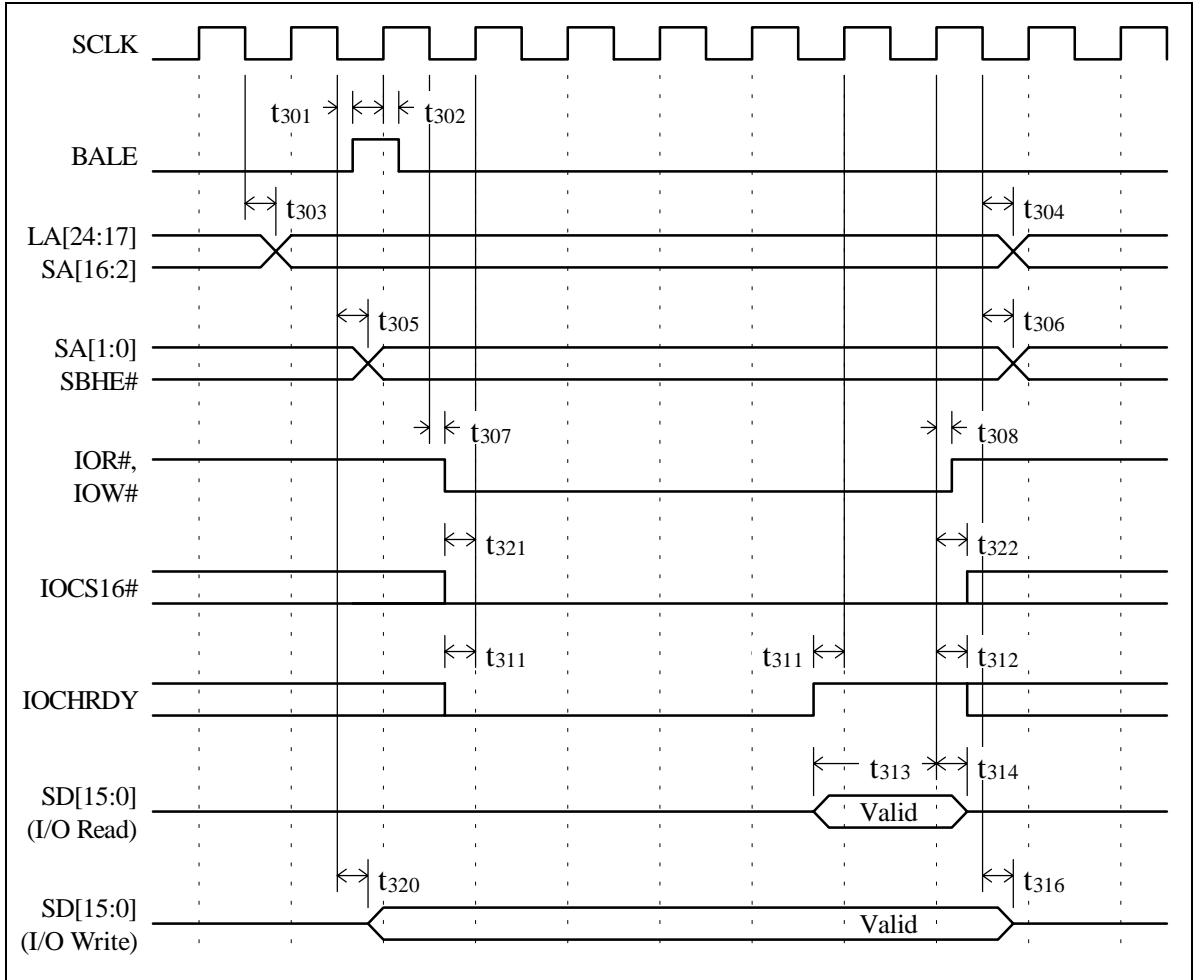 SCLK
t301 t302
BALE
t303 t304
LA[24:17]
SA[16:2]
t305 t306
SA[1:0]
SBHE#
t307 t308
IOR#,
IOW#
t321 t322
IOCS16#
t311 t311 t312
IOCHRDY
t313 t314
SD[15:0]
(I/O Read)
Valid
t320 t316
SD[15:0]
(I/O Write)
Valid